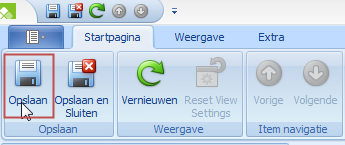 Startpagina Weergave Extra
Opslaan Opslaan en Sluiten Vernieuwen Reset View Settings Vorige Volgende
Opslaan Weergave Item navigatie